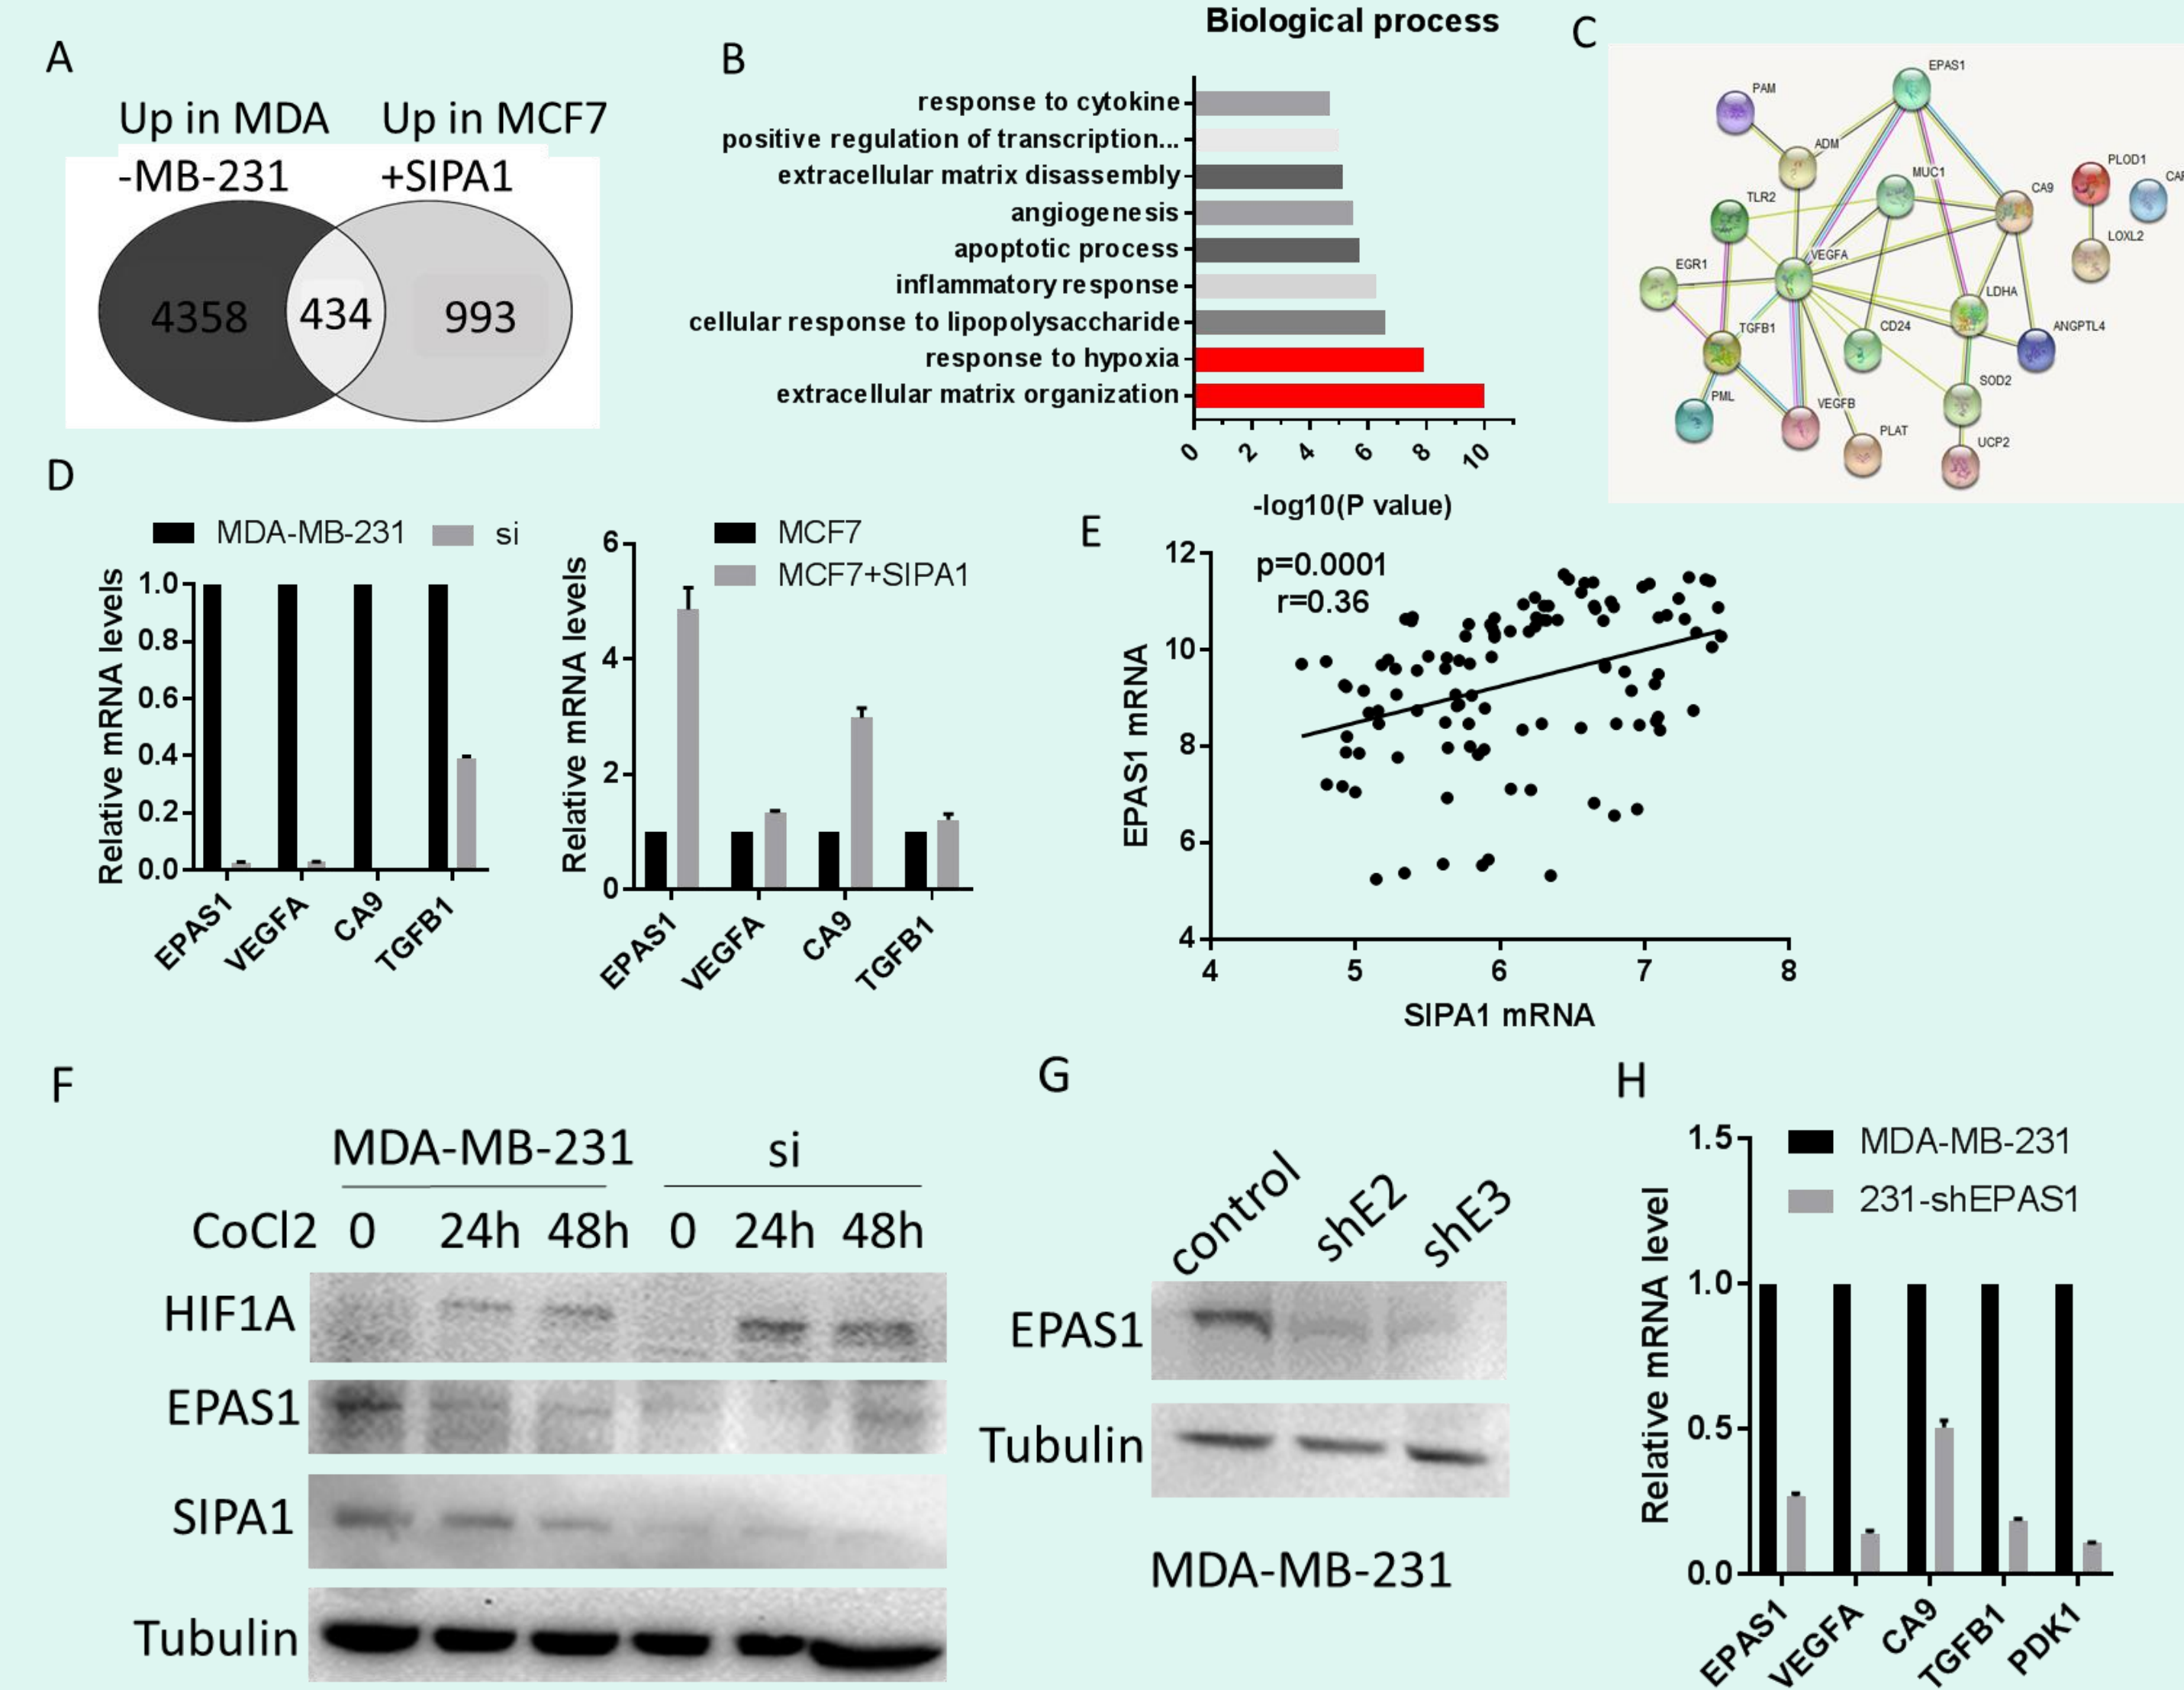 A
Up in MDA
-MB-231
Up in MCF7
+SIPA1
4358
434
993
B
Biological process
response to cytokine
positive regulation of transcription...
extracellular matrix disassembly
angiogenesis
apoptotic process
inflammatory response
cellular response to lipopolysaccharide
response to hypoxia
extracellular matrix organization
0 2 4 6 8 10
-log10(P value)
C
EPAS1
PAM
ADM
MUC1
PLOD1
TLR2
CA9
LOXL2
VEGFA
EGR1
LDHA
TGFB1
CD24
ANGPTL4
SOD2
PML
VEGFB
PLAT
UCP2
D
MDA-MB-231 si
Relative mRNA levels
1.0
0.8
0.6
0.4
0.2
0.0
EPAS1 VEGFA CA9 TGFB1
MCF7
MCF7+SIPA1
Relative mRNA levels
6
4
2
0
EPAS1 VEGFA CA9 TGFB1
E
p=0.0001
r=0.36
EPAS1 mRNA
12
10
8
6
4
4 5 6 7 8
SIPA1 mRNA
F
MDA-MB-231 si
CoCl2 0 24h 48h 0 24h 48h
HIF1A
EPAS1
SIPA1
Tubulin
G
control shE2 shE3
EPAS1
Tubulin
MDA-MB-231
H
MDA-MB-231
231-shEPAS1
Relative mRNA level
1.5
1.0
0.5
0.0
EPAS1 VEGFA CA9 TGFB1 PDK1